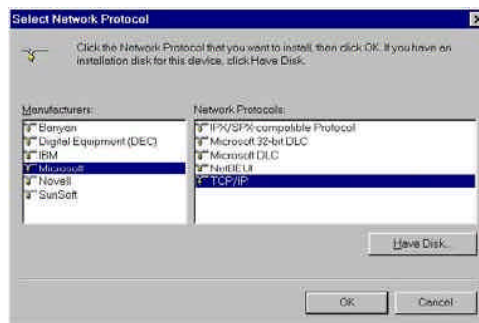 Select Network Protocol
Click the Network Protocol that you want to install, then click OK. If you have an
installation disk for this device, click Have Disk.
Manufacturers:
Banyan
Digital Equipment (DEC)
IBM
Microsoft
Novell
SunSoft
Network Protocols:
IPX/SPX-compatible Protocol
Microsoft 32-bit DLC
Microsoft DLC
NetBEUI
TCP/IP
Have Disk...
OK
Cancel